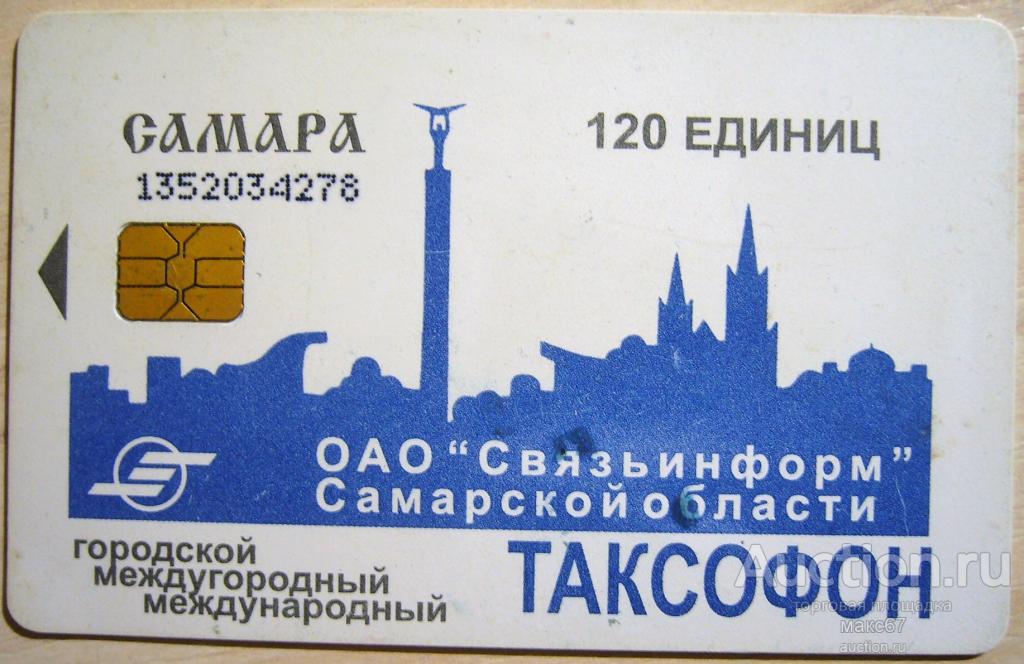 САМАРА
120 ЕДИНИЦ
1352034278
ОАО “Связьинформ”
Самарской области
городской
междугородный
международный
ТАКСОФОН
Auction.ru
торговая площадка
макс67
auction.ru